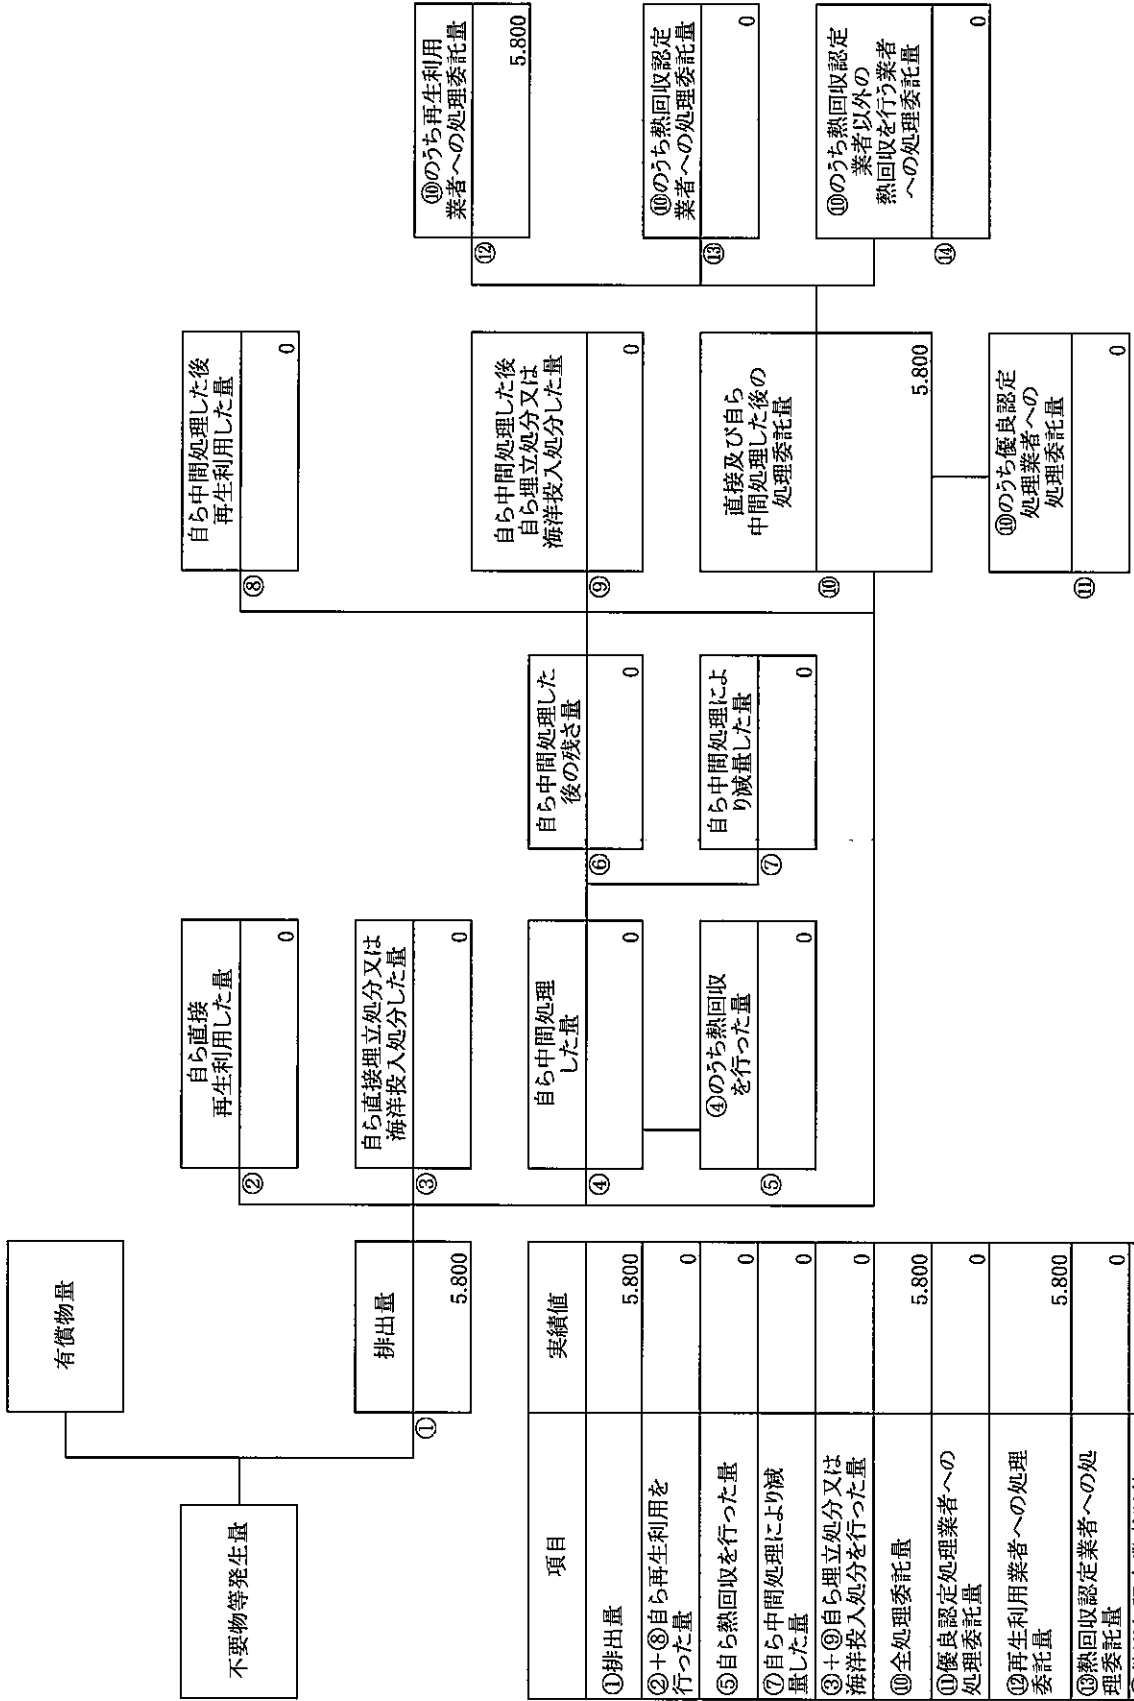 不要物等発生量
有償物量
①
排出量
5.800
②
自ら直接
再生利用した量
0
③
自ら直接埋立処分又は
海洋投入処分した量
0
④
自ら中間処理
した量
0
⑤
④のうち熱回収
を行った量
0
⑥
自ら中間処理した
後の残さ量
0
⑦
自ら中間処理によ
り減量した量
0
⑧
自ら中間処理した後
再生利用した量
0
⑨
自ら中間処理した後
自ら埋立処分又は
海洋投入処分した量
0
⑩
直接及び自ら
中間処理した後の
処理委託量
5.800
⑪
⑩のうち優良認定
処理業者への
処理委託量
0
⑫
⑩のうち再生利用
業者への処理委託量
5.800
⑬
⑩のうち熱回収認定
業者への処理委託量
0
⑭
⑩のうち熱回収認定
業者以外の
熱回収を行う業者
への処理委託量
0
項目
実績値
①排出量
5.800
②+⑧自ら再生利用を
行った量
0
⑤自ら熱回収を行った量
0
⑦自ら中間処理により減
量した量
0
③+⑨自ら埋立処分又は
海洋投入処分を行った量
0
⑩全処理委託量
5.800
⑪優良認定処理業者への
処理委託量
0
⑫再生利用業者への処理
委託量
5.800
⑬熱回収認定業者への処
理委託量
0